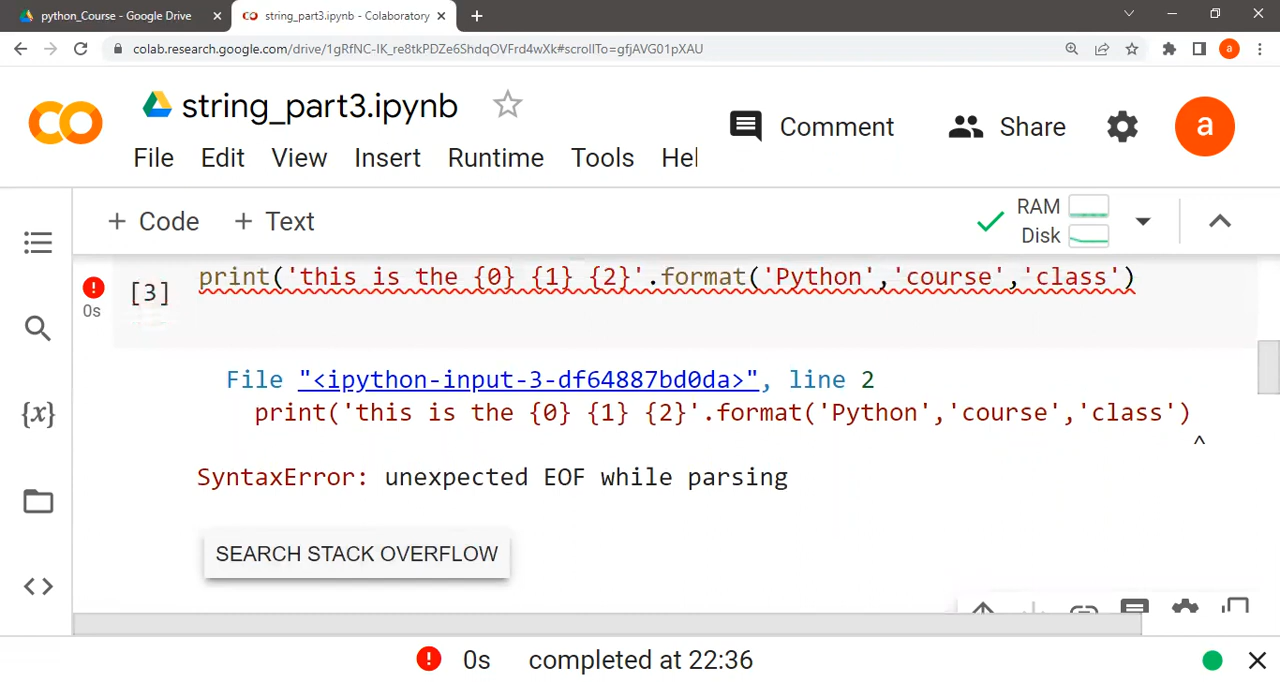 python_Course - Google Drive
string_part3.ipynb - Colaboratory
colab.research.google.com/drive/1gRfNC-IK_re8tkPDZe6ShdqOVFrd4wXk#scrollTo=gfjAVG01pXAU
a
string_part3.ipynb
Comment
Share
a
File Edit View Insert Runtime Tools Hel
+ Code + Text
RAM
Disk
[3] print('this is the {0} {1} {2}'.format('Python','course','class')
0s
{x}
File "<ipython-input-3-df64887bd0da>", line 2
print('this is the {0} {1} {2}'.format('Python','course','class')
^
SyntaxError: unexpected EOF while parsing
SEARCH STACK OVERFLOW
0s completed at 22:36